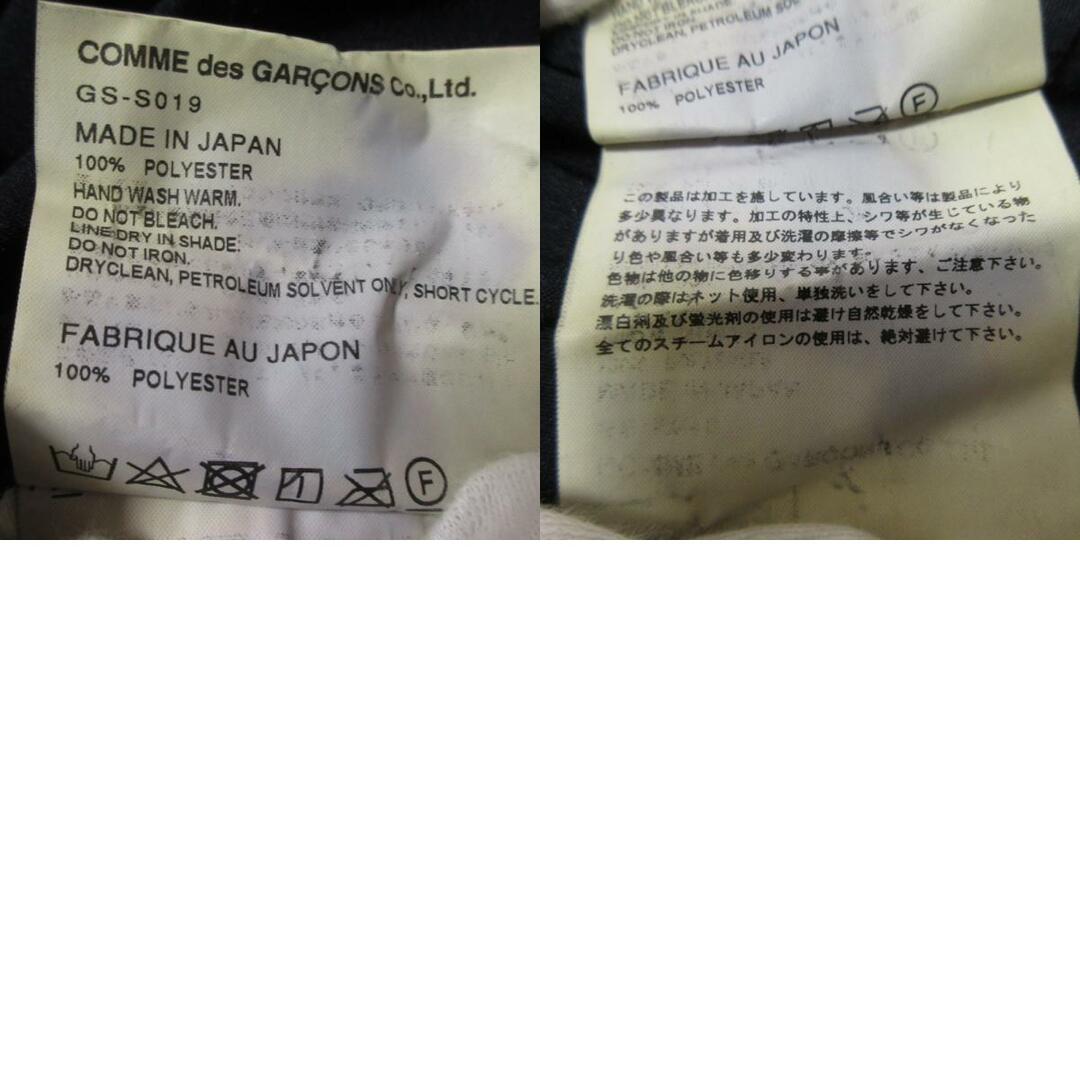 COMME des GARÇONS Co.,Ltd.
GS-S019
MADE IN JAPAN
100% POLYESTER
HAND WASH WARM.
DO NOT BLEACH.
LINE DRY IN SHADE.
DO NOT IRON.
DRYCLEAN, PETROLEUM SOLVENT ONLY, SHORT CYCLE.
FABRIQUE AU JAPON
100% POLYESTER
F
DO NOT IRON.
DRYCLEAN, PETROLEUM SOL
FABRIQUE AU JAPON
100% POLYESTER
F
この製品は加工を施しています。風合い等は製品により
多少異なります。加工の特性上、シワ等が生じている物
がありますが着用及び洗濯の摩擦等でシワがなくなった
り色や風合い等も多少変わります。
色物は他の物に色移りする事があります、ご注意下さい。
洗濯の際はネット使用、単独洗いをして下さい。
漂白剤及び蛍光剤の使用は避け自然乾燥をして下さい。
全てのスチームアイロンの使用は、絶対避けて下さい。